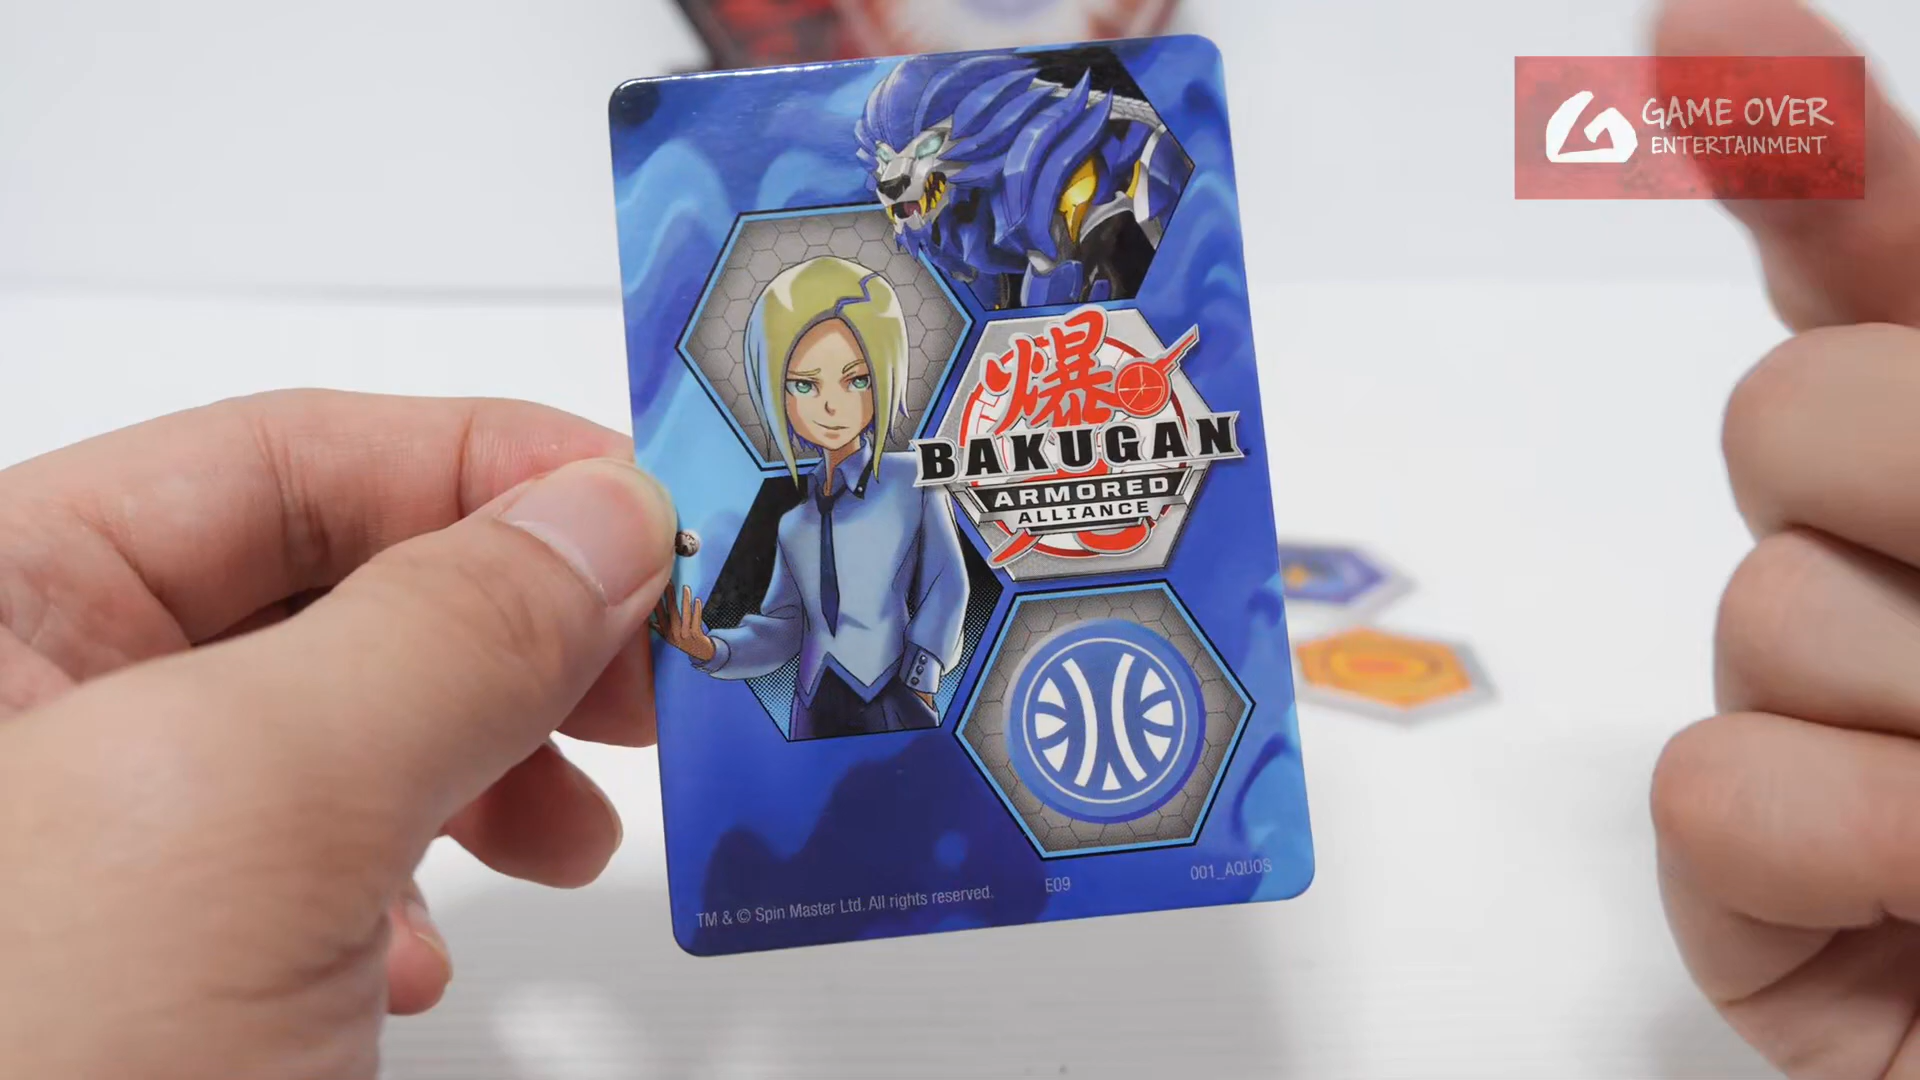 GAME OVER
ENTERTAINMENT
爆
BAKUGAN
ARMORED
ALLIANCE
TM & © Spin Master Ltd. All rights reserved.
E09
001_AQUOS